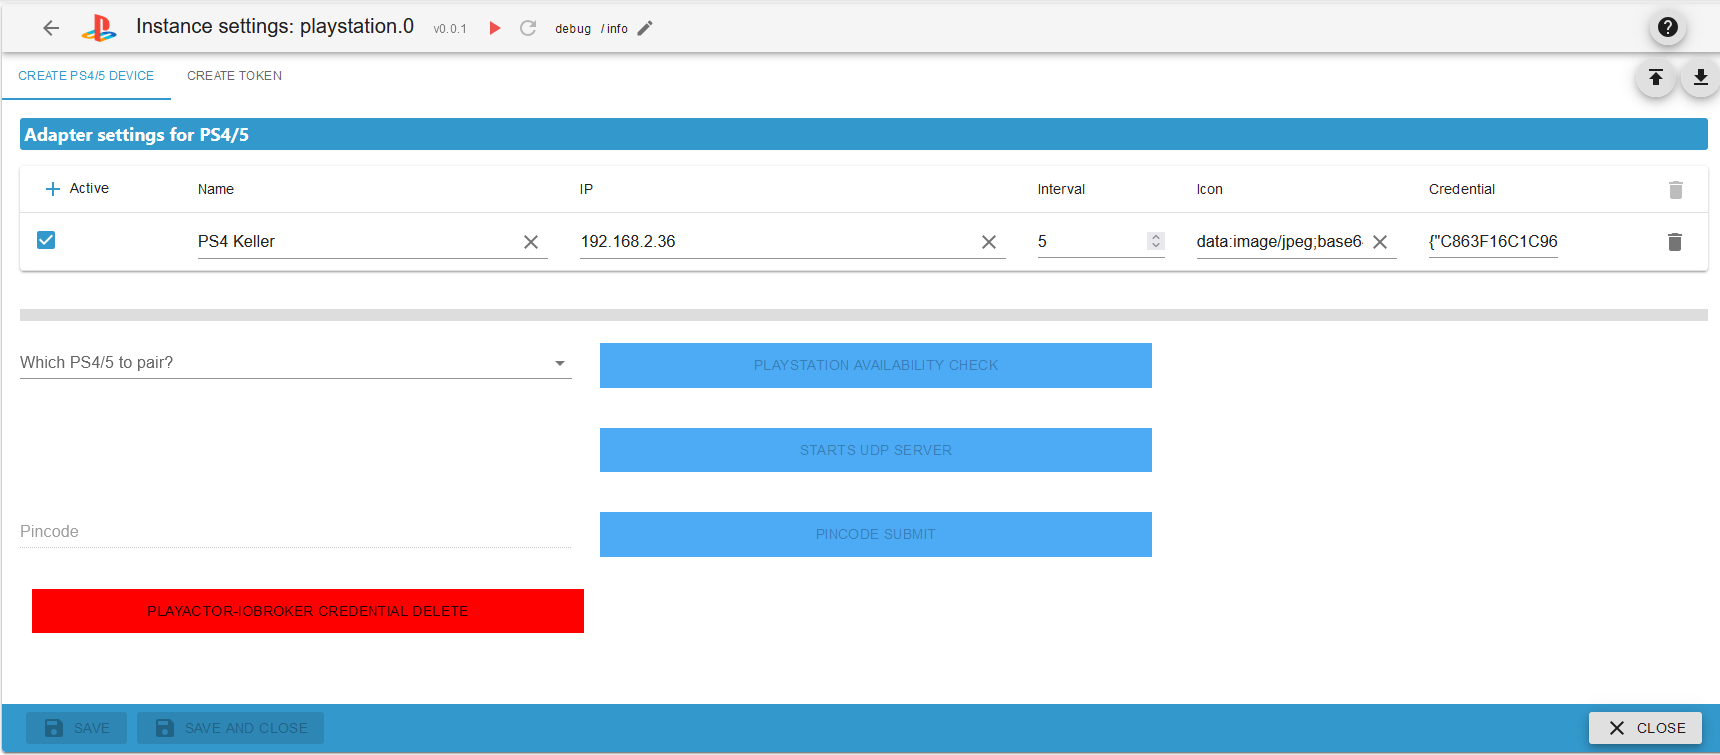 Instance settings: playstation.0 v0.0.1 debug /info
CREATE PS4/5 DEVICE CREATE TOKEN
Adapter settings for PS4/5
Active Name IP Interval Icon Credential
PS4 Keller 192.168.2.36 5 data:image/jpeg;base6 {"C863F16C1C96
Which PS4/5 to pair? PLAYSTATION AVAILABILITY CHECK
STARTS UDP SERVER
Pincode PINCODE SUBMIT
PLAYACTOR-IOBROKER CREDENTIAL DELETE
SAVE SAVE AND CLOSE CLOSE